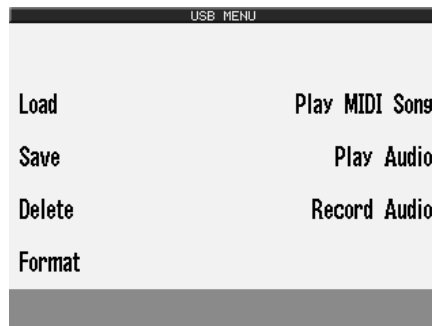 USB MENU
Load
Play MIDI Song
Save
Play Audio
Delete
Record Audio
Format